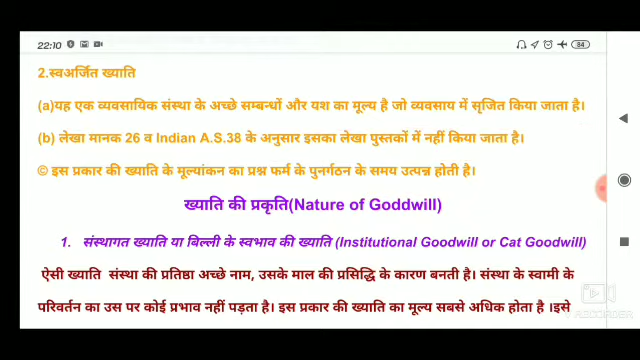 22:10
84
2.स्वअर्जित ख्याति
(a)यह एक व्यवसायिक संस्था के अच्छे सम्बन्धों और यश का मूल्य है जो व्यवसाय में सृजित किया जाता है।
(b) लेखा मानक 26 व Indian A.S.38 के अनुसार इसका लेखा पुस्तकों में नहीं किया जाता है।
© इस प्रकार की ख्याति के मूल्यांकन का प्रश्न फर्म के पुनर्गठन के समय उत्पन्न होती है।
ख्याति की प्रकृति(Nature of Goddwill)
1. संस्थागत ख्याति या बिल्ली के स्वभाव की ख्याति (Institutional Goodwill or Cat Goodwill)
ऐसी ख्याति संस्था की प्रतिष्ठा अच्छे नाम, उसके माल की प्रसिद्धि के कारण बनती है। संस्था के स्वामी के
परिवर्तन का उस पर कोई प्रभाव नहीं पड़ता है। इस प्रकार की ख्याति का मूल्य सबसे अधिक होता है ।इसे
RECORDER